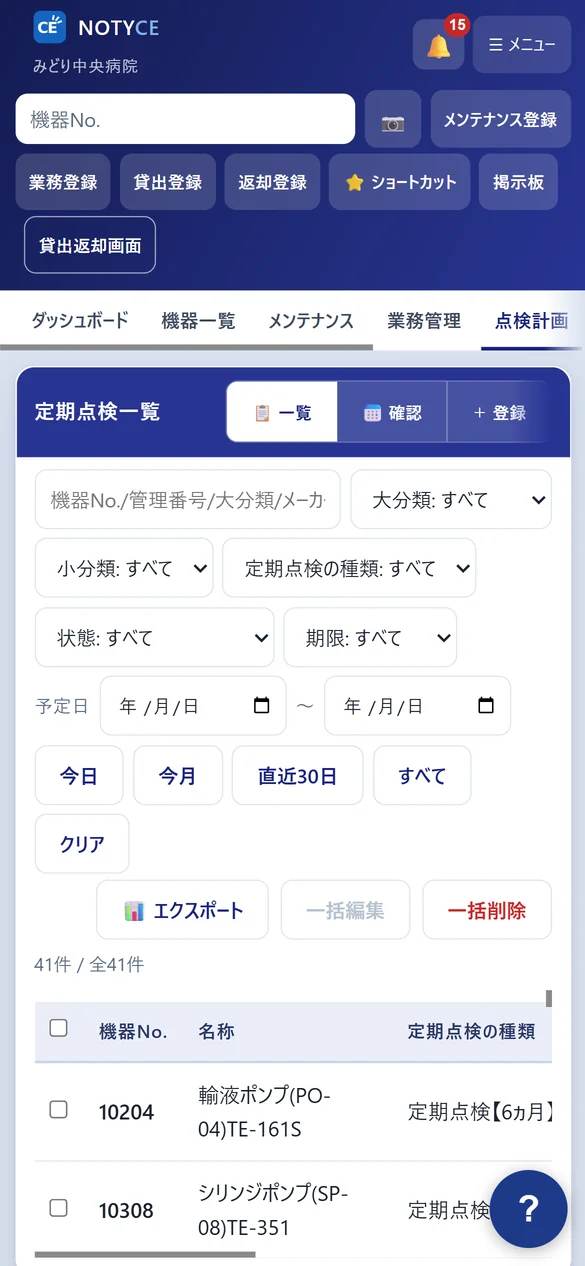 CE NOTYCE
みどり中央病院
15
☰ メニュー
機器No.
メンテナンス登録
業務登録
貸出登録
返却登録
⭐ ショートカット
掲示板
貸出返却画面
ダッシュボード
機器一覧
メンテナンス
業務管理
点検計画
定期点検一覧
📋 一覧
確認
+ 登録
機器No./管理番号/大分類/メーカ
大分類: すべて
小分類: すべて
定期点検の種類: すべて
状態: すべて
期限: すべて
予定日 年 /月/日 ～ 年 /月/日
今日
今月
直近30日
すべて
クリア
📊 エクスポート
一括編集
一括削除
41件 / 全41件
機器No. 名称 定期点検の種類
10204 輸液ポンプ(PO-04)TE-161S 定期点検【6ヵ月】
10308 シリンジポンプ(SP-08)TE-351 定期点検
?